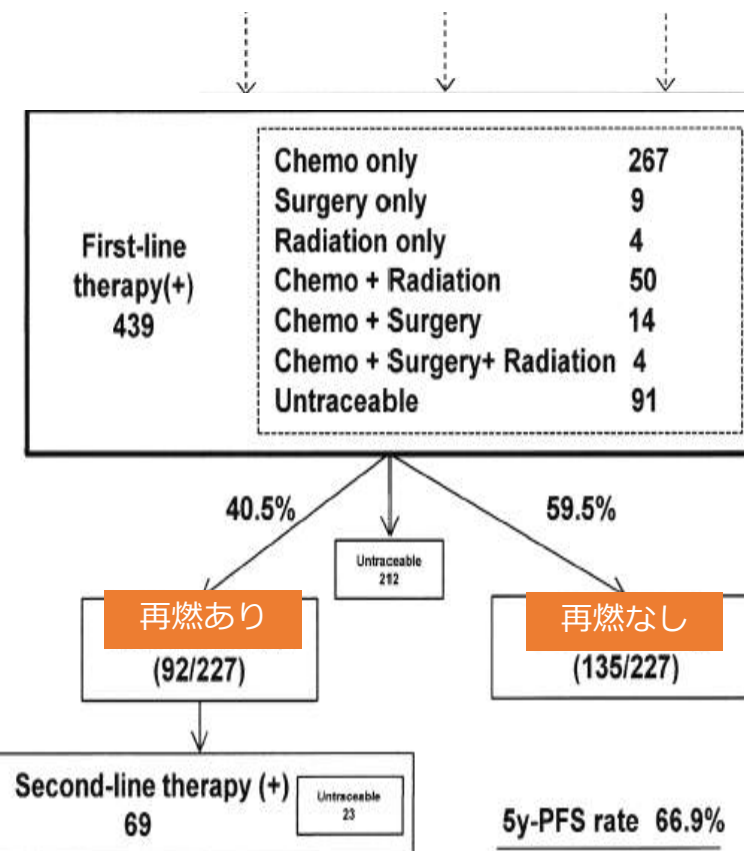 First-line
therapy(+)
439
Chemo only 267
Surgery only 9
Radiation only 4
Chemo + Radiation 50
Chemo + Surgery 14
Chemo + Surgery+ Radiation 4
Untraceable 91
40.5%
59.5%
Untraceable
212
再燃あり
(92/227)
再燃なし
(135/227)
Second-line therapy (+)
69
Untraceable
23
5y-PFS rate 66.9%